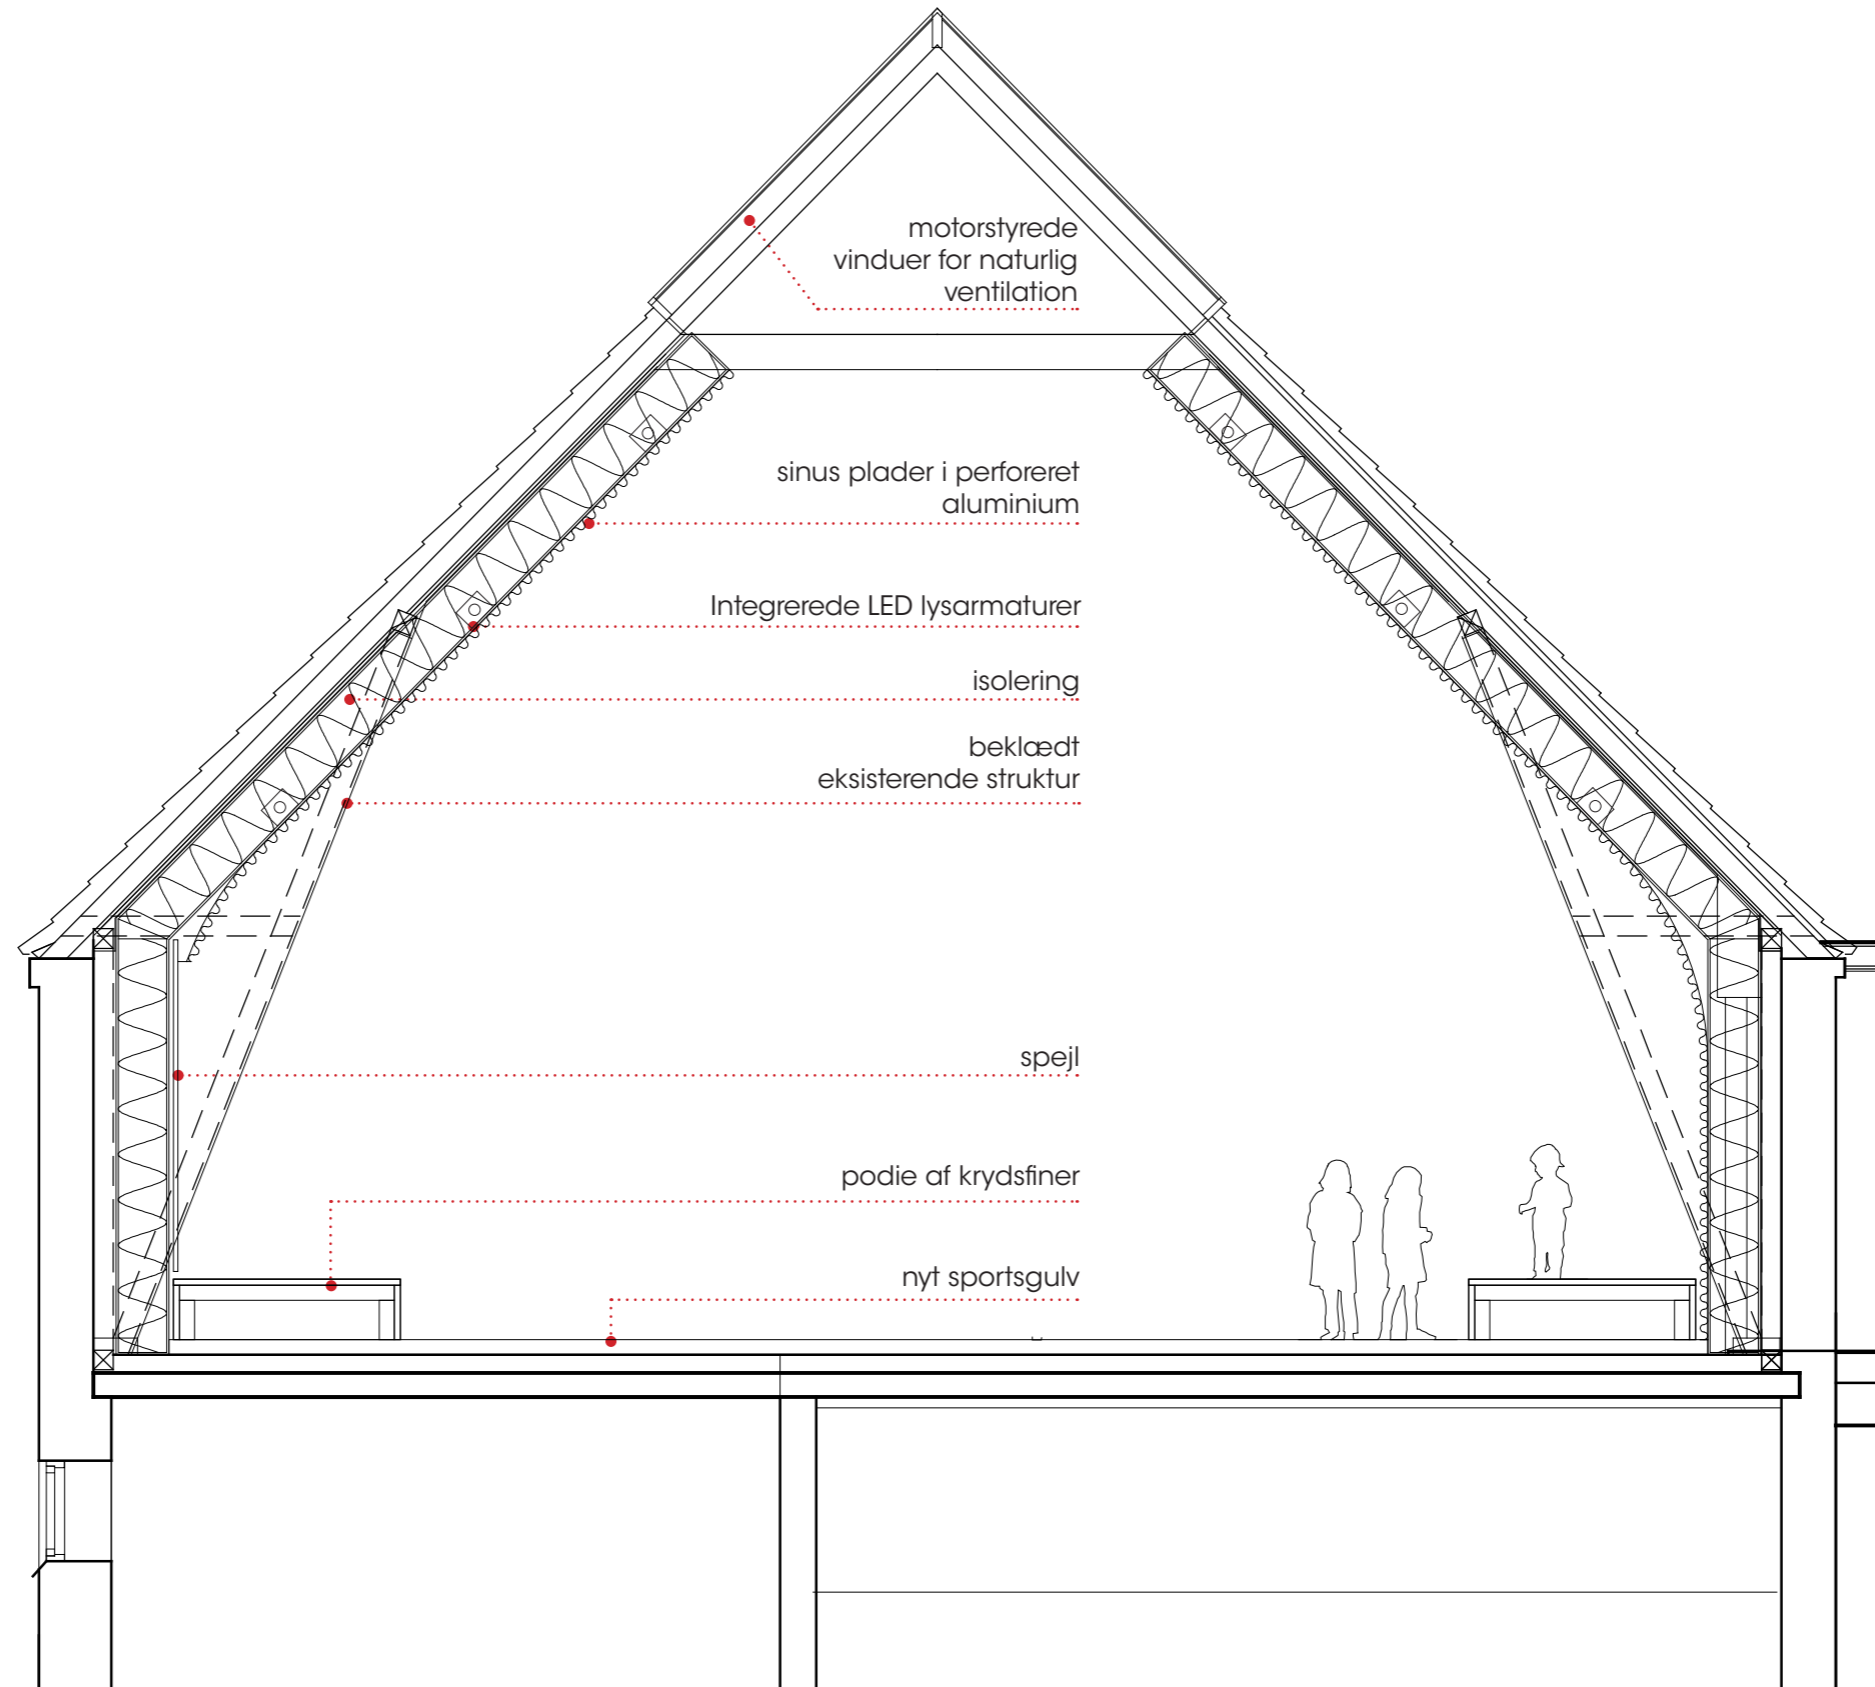 motorstyrede
vinduer for naturlig
ventilation
sinus plader i perforeret
aluminium
Integrerede LED lysarmaturer
isolering
beklædt
eksisterende struktur
spejl
podie af krydsfiner
nyt sportsgulv